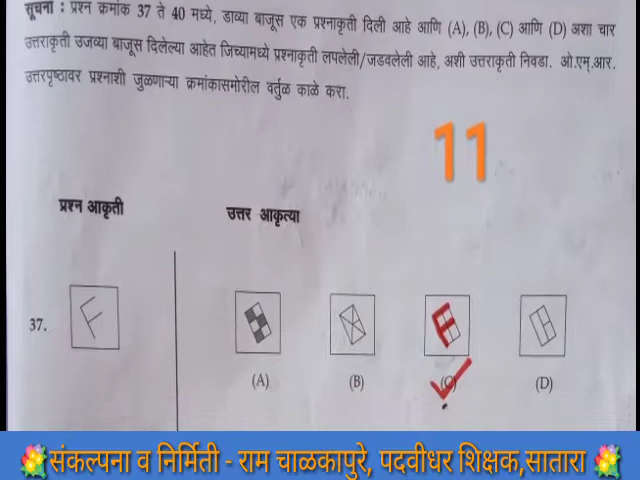 सूचना : प्रश्न क्रमांक 37 ते 40 मध्ये, डाव्या बाजूस एक प्रश्नाकृती दिली आहे आणि (A), (B), (C) आणि (D) अशा चार
उत्तराकृती उजव्या बाजूस दिलेल्या आहेत जिच्यामध्ये प्रश्नाकृती लपलेली/जडवलेली आहे, अशी उत्तराकृती निवडा. ओ.एम्.आर.
उत्तरपृष्ठावर प्रश्नाशी जुळणाऱ्या क्रमांकासमोरील वर्तुळ काळे करा.
11
प्रश्न आकृती उत्तर आकृत्या
37.
(A) (B) (C) (D)
संकल्पना व निर्मिती - राम चाळकापुरे, पदवीधर शिक्षक,सातारा